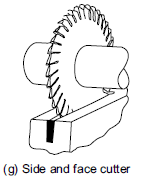 (g) Side and face cutter